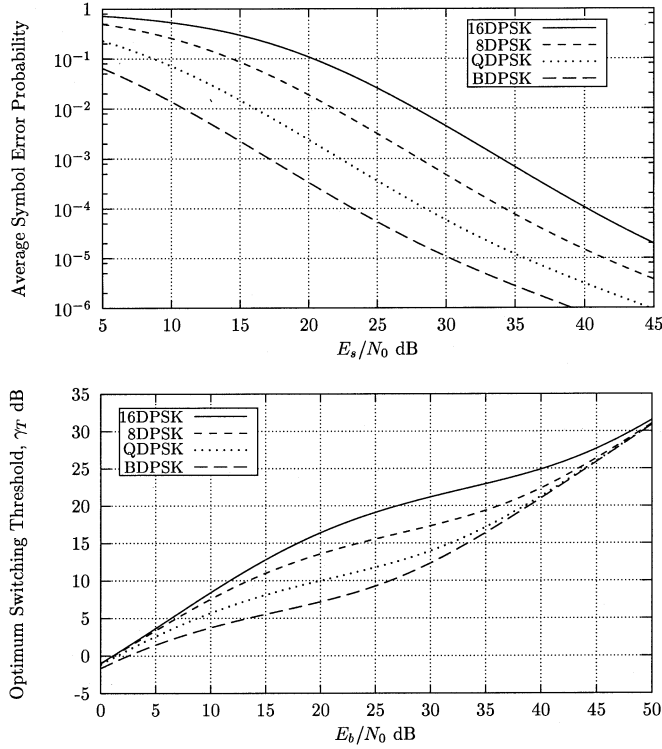 Average Symbol Error Probability
1
10⁻¹
10⁻²
10⁻³
10⁻⁴
10⁻⁵
10⁻⁶
16DPSK
8DPSK
QDPSK
BDPSK
5 10 15 20 25 30 35 40 45
E_s/N_0 dB
Optimum Switching Threshold, γ_T dB
35
30
25
20
15
10
5
0
-5
16DPSK
8DPSK
QDPSK
BDPSK
0 5 10 15 20 25 30 35 40 45 50
E_b/N_0 dB